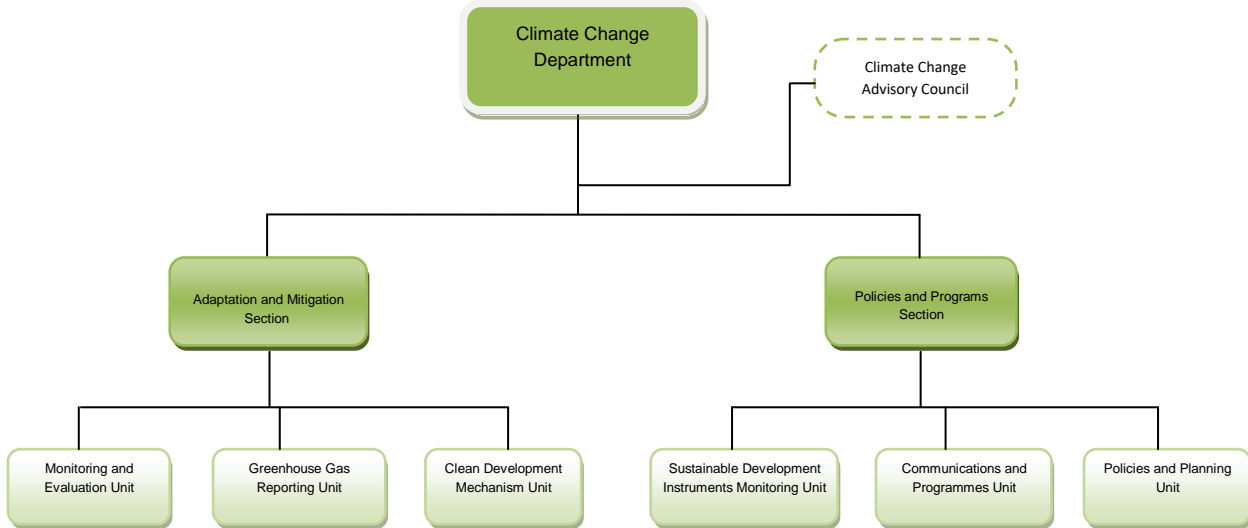 Climate Change
Department
Climate Change
Advisory Council
Adaptation and Mitigation
Section
Policies and Programs
Section
Monitoring and
Evaluation Unit
Greenhouse Gas
Reporting Unit
Clean Development
Mechanism Unit
Sustainable Development
Instruments Monitoring Unit
Communications and
Programmes Unit
Policies and Planning
Unit